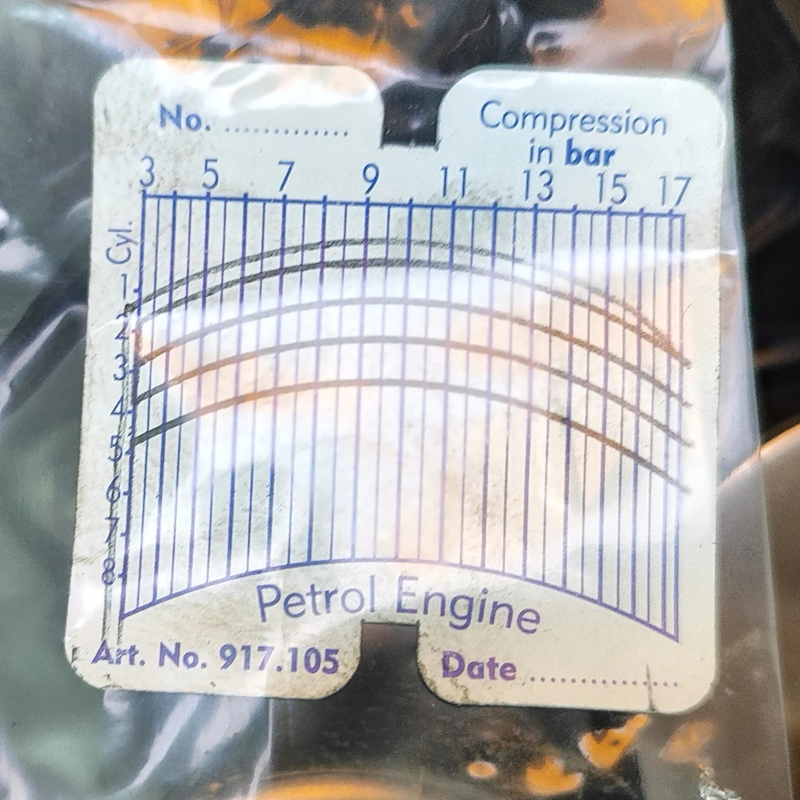 No. .............
Compression
in bar
3 5 7 9 11 13 15 17
Cyl.
1 2 3 4 5 6 7 8
Petrol Engine
Art. No. 917.105
Date ...............